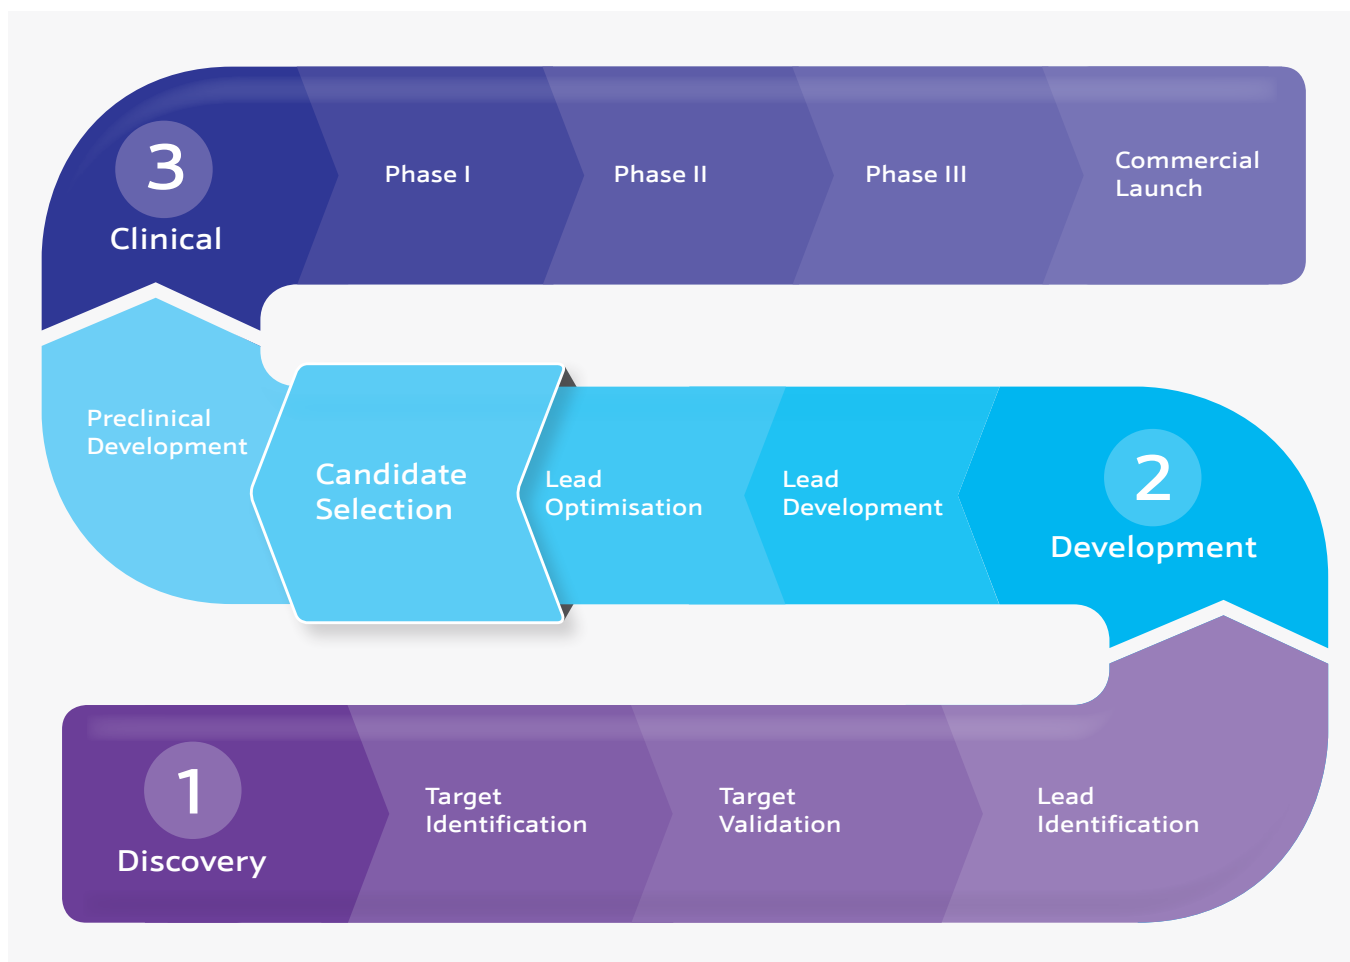 3
Clinical
Phase I
Phase II
Phase III
Commercial
Launch
Preclinical
Development
Candidate
Selection
Lead
Optimisation
Lead
Development
2
Development
1
Discovery
Target
Identification
Target
Validation
Lead
Identification